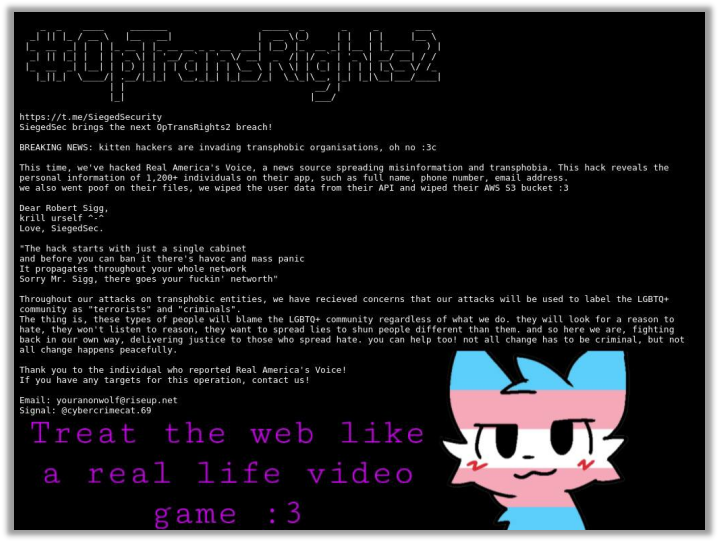 #OpTransRights2
https://t.me/SiegedSecurity
SiegedSec brings the next OpTransRights2 breach!
BREAKING NEWS: kitten hackers are invading transphobic organisations, oh no :3c
This time, we've hacked Real America's Voice, a news source spreading misinformation and transphobia. This hack reveals the
personal information of 1,200+ individuals on their app, such as full name, phone number, email address.
we also went poof on their files, we wiped the user data from their API and wiped their AWS S3 bucket :3
Dear Robert Sigg,
krill urself ^-^
Love, SiegedSec.
"The hack starts with just a single cabinet
and before you can ban it there's havoc and mass panic
It propagates throughout your whole network
Sorry Mr. Sigg, there goes your fuckin' networth"
Throughout our attacks on transphobic entities, we have recieved concerns that our attacks will be used to label the LGBTQ+
community as "terrorists" and "criminals".
The thing is, these types of people will blame the LGBTQ+ community regardless of what we do. they will look for a reason to
hate, they won't listen to reason, they want to spread lies to shun people different than them. and so here we are, fighting
back in our own way, delivering justice to those who spread hate. you can help too! not all change has to be criminal, but not
all change happens peacefully.
Thank you to the individual who reported Real America's Voice!
If you have any targets for this operation, contact us!
Email: youranonwolf@riseup.net
Signal: @cybercrimecat.69
Treat the web like
a real life video
game :3